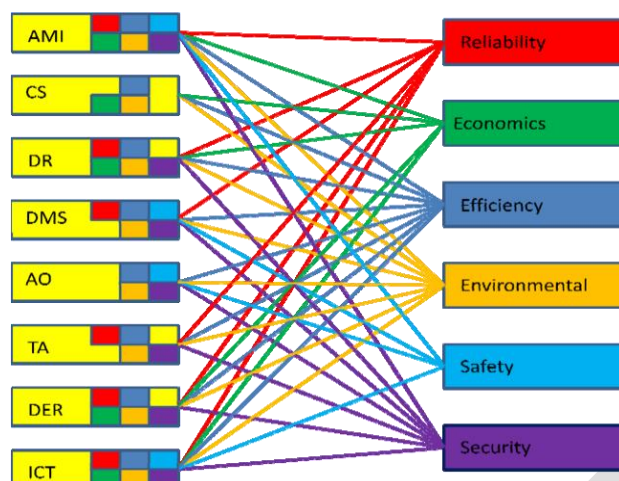 AMI
CS
DR
DMS
AO
TA
DER
ICT
Reliability
Economics
Efficiency
Environmental
Safety
Security